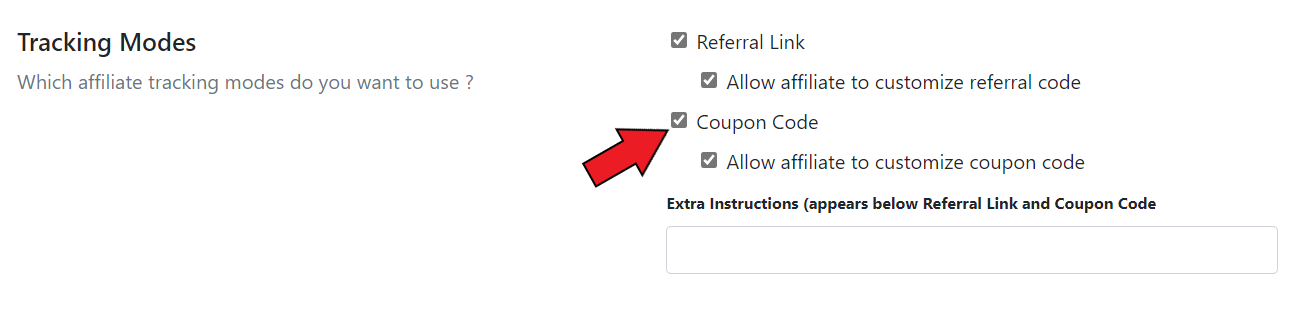 Tracking Modes
Which affiliate tracking modes do you want to use ?
Referral Link
Allow affiliate to customize referral code
Coupon Code
Allow affiliate to customize coupon code
Extra Instructions (appears below Referral Link and Coupon Code